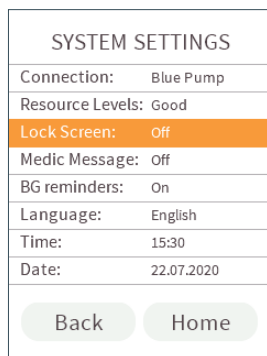 SYSTEM SETTINGS
Connection: Blue Pump
Resource Levels: Good
Lock Screen: Off
Medic Message: Off
BG reminders: On
Language: English
Time: 15:30
Date: 22.07.2020
Back Home